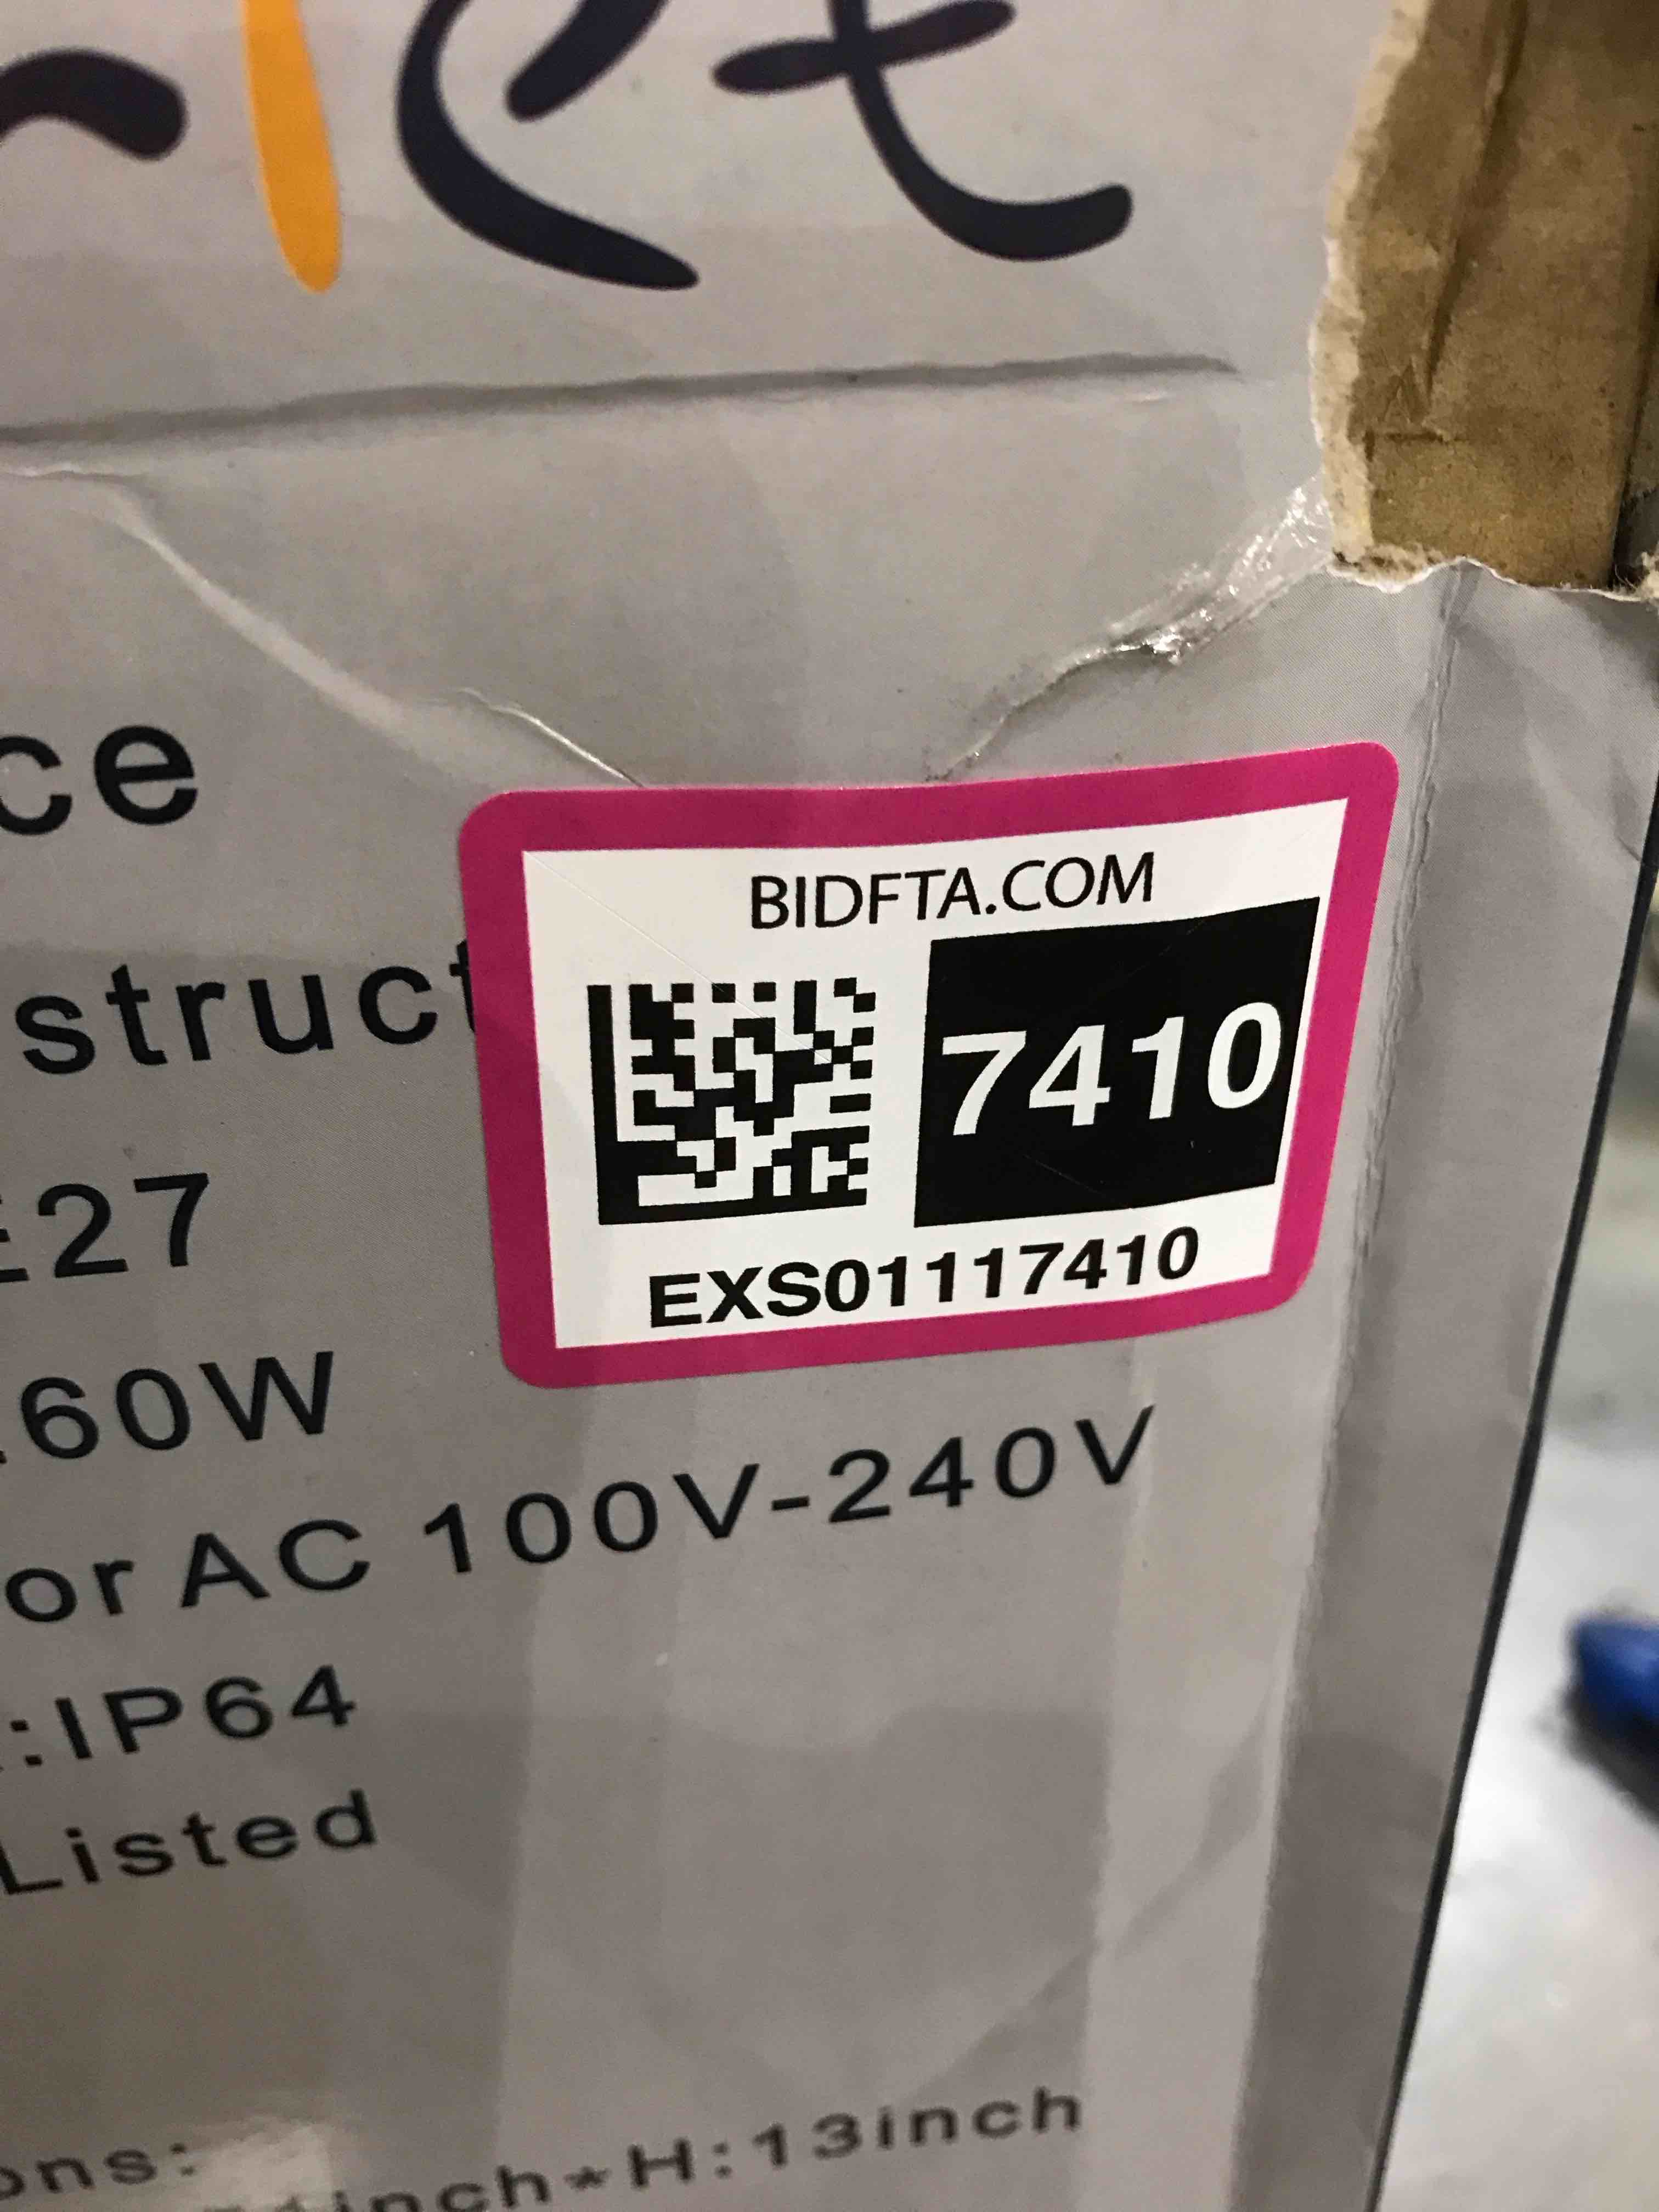 ce
BIDFTA.COM
7410
EXS01117410
struct
E27
60W
or AC 100V-240V
:IP64
Listed
ons:
inch*H:13inch